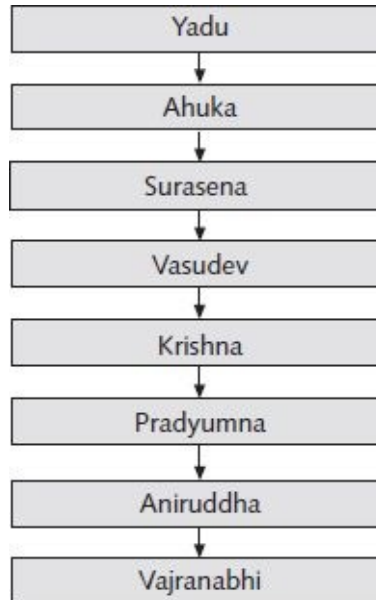 Yadu
Ahuka
Surasena
Vasudev
Krishna
Pradyumna
Aniruddha
Vajranabhi